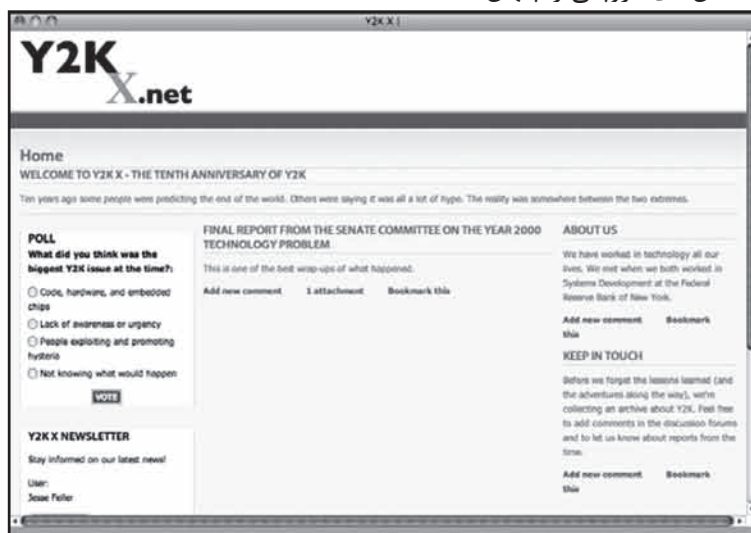 Y2K X |
Y2K
X.net
Home
WELCOME TO Y2K X - THE TENTH ANNIVERSARY OF Y2K
Ten years ago some people were predicting the end of the world. Others were saying it was all a lot of hype. The reality was somewhere between the two extremes.
POLL
What did you think was the
biggest Y2K issue at the time?:
Code, hardware, and embedded
chips
Lack of awareness or urgency
People exploiting and promoting
hysteria
Not knowing what would happen
VOTE
Y2K X NEWSLETTER
Stay informed on our latest news!
User:
Jesse Feiler
FINAL REPORT FROM THE SENATE COMMITTEE ON THE YEAR 2000
TECHNOLOGY PROBLEM
This is one of the best wrap-ups of what happened.
Add new comment 1 attachment Bookmark this
ABOUT US
We have worked in technology all our
lives. We met when we both worked in
Systems Development at the Federal
Reserve Bank of New York.
Add new comment Bookmark
this
KEEP IN TOUCH
Before we forget the lessons learned (and
the adventures along the way), we're
collecting an archive about Y2K. Feel free
to add comments in the discussion forums
and to let us know about reports from the
time.
Add new comment Bookmark
this